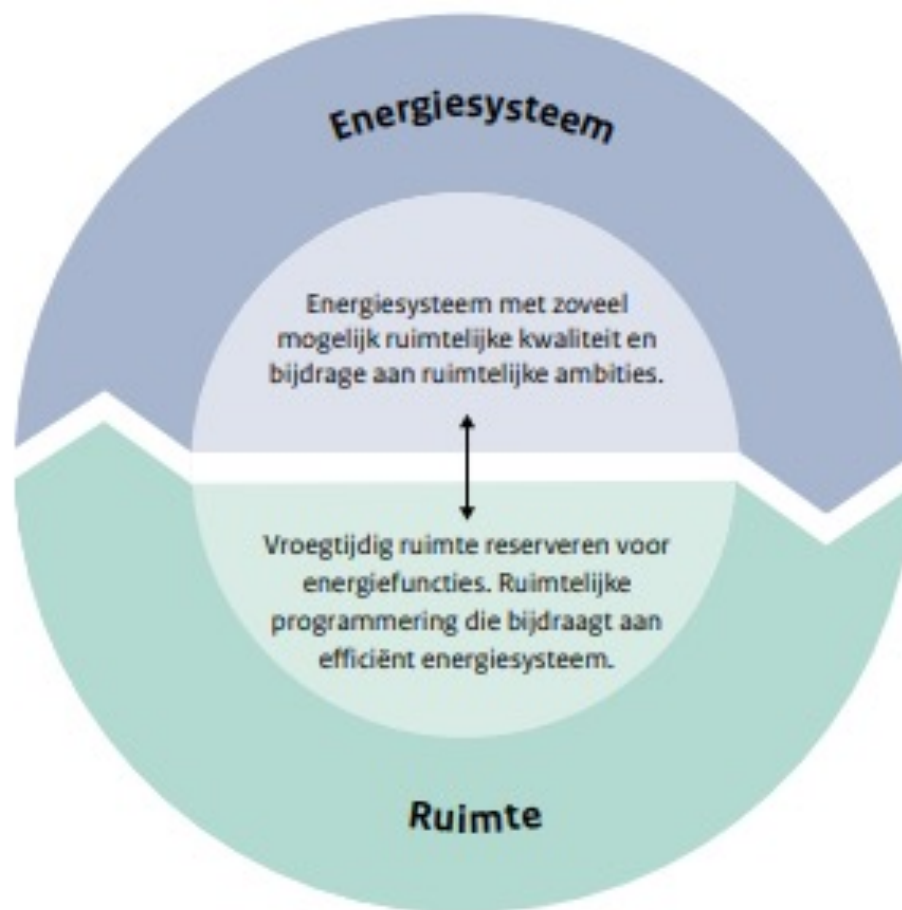 Energiesysteem
Energiesysteem met zoveel
mogelijk ruimtelijke kwaliteit en
bijdrage aan ruimtelijke ambities.
Vroegtijdig ruimte reserveren voor
energiefuncties. Ruimtelijke
programmering die bijdraagt aan
efficiënt energiesysteem.
Ruimte